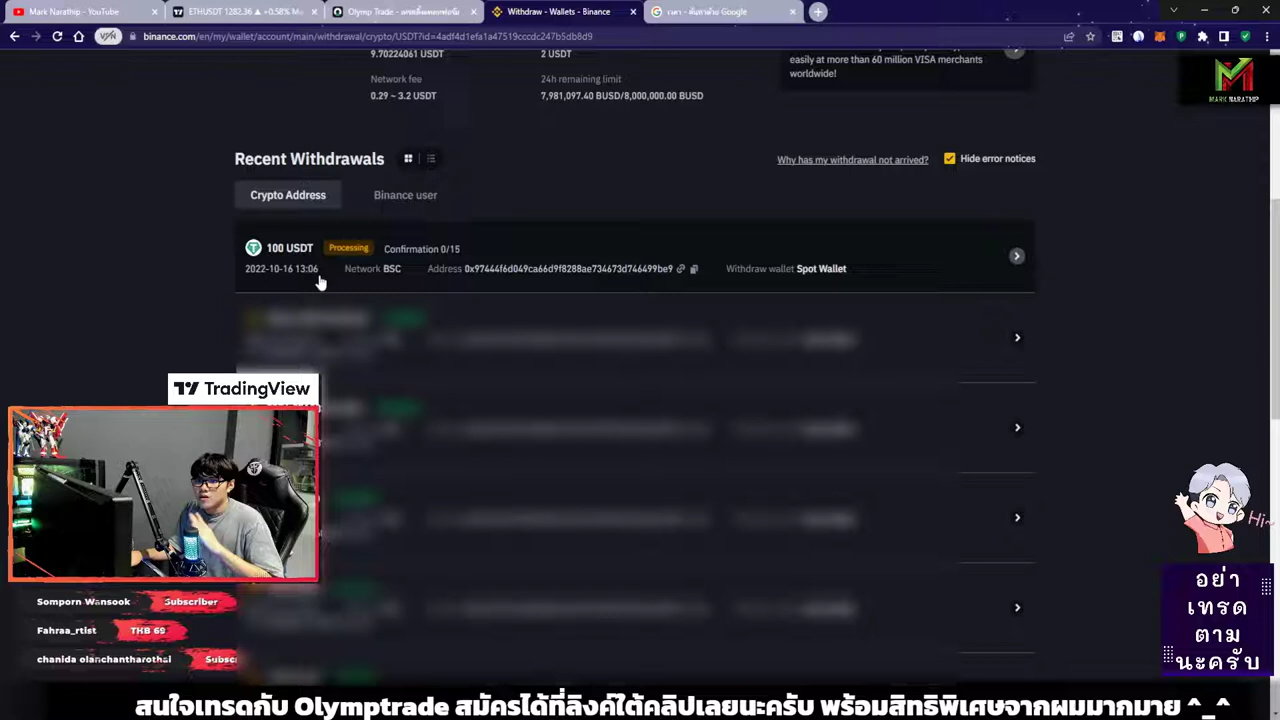 Mark Narathip - YouTube
ETHUSDT 1282.36 ▲ +0.58% M
Withdraw - Wallets - Binance
Google
VPN
binance.com/en/my/wallet/account/main/withdrawal/crypto/USDT?id=4adf4d1efa1a47519cccdc247b5db8d9
9.70224061 USDT
2 USDT
easily at more than 60 million VISA merchants
worldwide!
Network fee
24h remaining limit
0.29 ~ 3.2 USDT
7,981,097.40 BUSD/8,000,000.00 BUSD
MARK NARATHIP
Recent Withdrawals
Why has my withdrawal not arrived?
Hide error notices
Crypto Address
Binance user
100 USDT
Processing
Confirmation 0/15
2022-10-16 13:06
Network BSC
Address 0x97444f6d049ca66d9f8288ae734673d746499be9
Withdraw wallet Spot Wallet
TradingView
Hi~
Somporn Wansook
Subscriber
Fahraa_rtist
THB 69
chanida olanchantharothai
Subsc
อย่า
เทรด
ตาม
นะครับ
สนใจเทรดกับ Olymptrade สมัครได้ที่ลิงค์ใต้คลิปเลยนะครับ พร้อมสิทธิพิเศษจากผมมากมาย ^_^